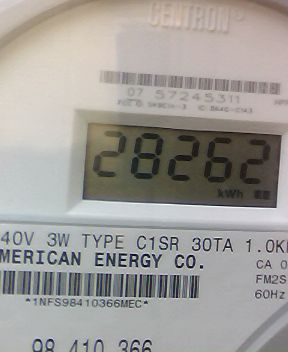 CENTRON®
07 57245311
28262
kWh
40V 3W TYPE C1SR 30TA 1.0K
MERICAN ENERGY CO.
CA 0
FM2S
60Hz
*1NFS98410366MEC*
98 410 366